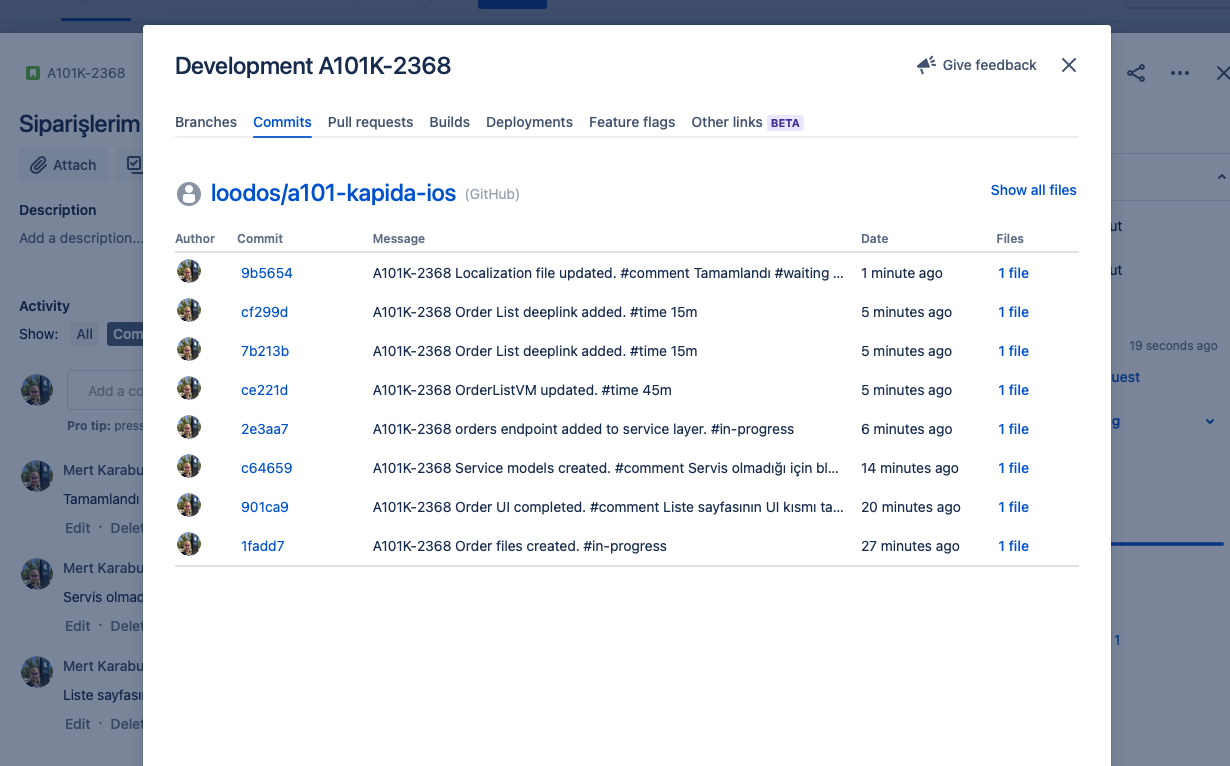 Development A101K-2368
Give feedback
A101K-2368
Branches Commits Pull requests Builds Deployments Feature flags Other links BETA
Siparişlerim
Attach
loodos/a101-kapida-ios (GitHub)
Show all files
Description
Add a description...
Author Commit Message Date Files
9b5654 A101K-2368 Localization file updated. #comment Tamamlandı #waiting ... 1 minute ago 1 file
cf299d A101K-2368 Order List deeplink added. #time 15m 5 minutes ago 1 file
7b213b A101K-2368 Order List deeplink added. #time 15m 5 minutes ago 1 file
ce221d A101K-2368 OrderListVM updated. #time 45m 5 minutes ago 1 file
2e3aa7 A101K-2368 orders endpoint added to service layer. #in-progress 6 minutes ago 1 file
c64659 A101K-2368 Service models created. #comment Servis olmadığı için bl... 14 minutes ago 1 file
901ca9 A101K-2368 Order UI completed. #comment Liste sayfasının UI kısmı ta... 20 minutes ago 1 file
1fadd7 A101K-2368 Order files created. #in-progress 27 minutes ago 1 file
Activity
Show: All Com
19 seconds ago
Add a co
uest
Pro tip: press
g
Mert Karabu
Tamamlandı
Edit · Delet
Mert Karabu
Servis olmad
Edit · Delet
1
Mert Karabu
Liste sayfasın
Edit · Delet